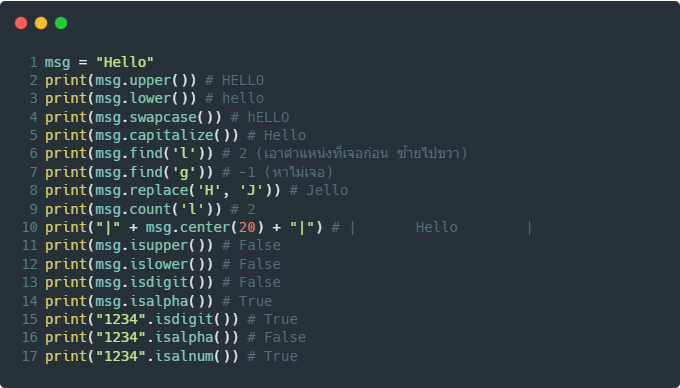 1 msg = "Hello"
2 print(msg.upper()) # HELLO
3 print(msg.lower()) # hello
4 print(msg.swapcase()) # hELLO
5 print(msg.capitalize()) # Hello
6 print(msg.find('l')) # 2 (เอาตำแหน่งที่เจอก่อน ซ้ายไปขวา)
7 print(msg.find('g')) # -1 (หาไม่เจอ)
8 print(msg.replace('H', 'J')) # Jello
9 print(msg.count('l')) # 2
10 print("|" + msg.center(20) + "|") # |       Hello        |
11 print(msg.isupper()) # False
12 print(msg.islower()) # False
13 print(msg.isdigit()) # False
14 print(msg.isalpha()) # True
15 print("1234".isdigit()) # True
16 print("1234".isalpha()) # False
17 print("1234".isalnum()) # True